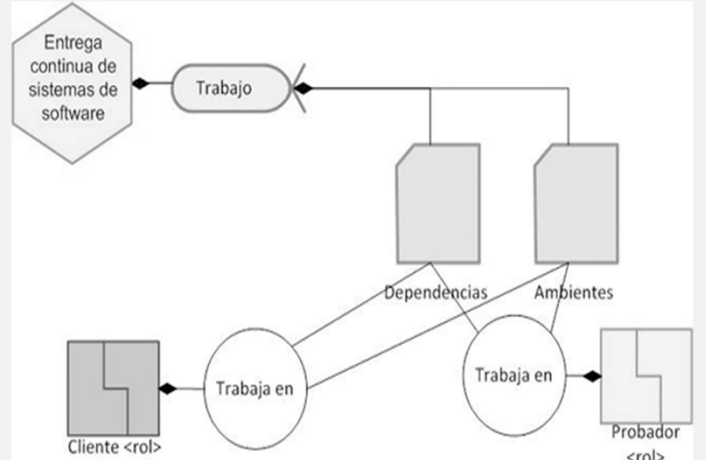 Entrega
continua de
sistemas de
software
Trabajo
Dependencias
Ambientes
Trabaja en
Trabaja en
Cliente <rol>
Probador
<rol>